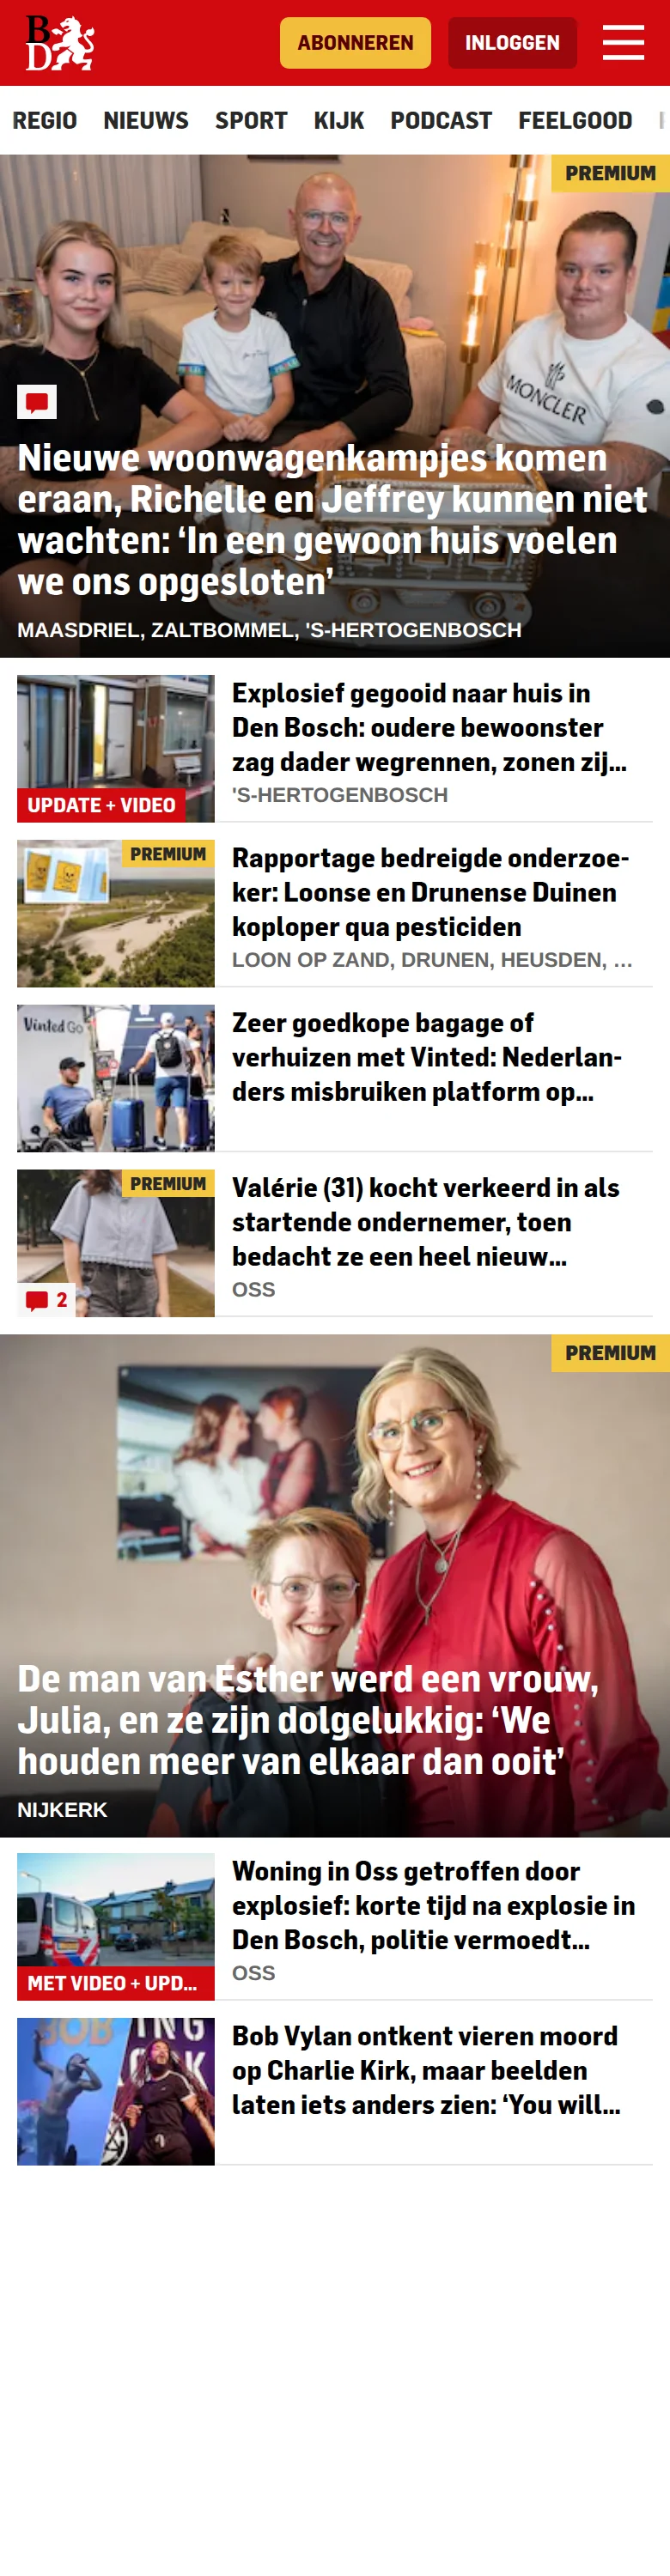 BD
ABONNEREN
INLOGGEN
REGIO NIEUWS SPORT KIJK PODCAST FEELGOOD
PREMIUM
MONCLER
Nieuwe woonwagenkampjes komen
eraan, Richelle en Jeffrey kunnen niet
wachten: ‘In een gewoon huis voelen
we ons opgesloten’
MAASDRIEL, ZALTBOMMEL, 'S-HERTOGENBOSCH
UPDATE + VIDEO
Explosief gegooid naar huis in
Den Bosch: oudere bewoonster
zag dader wegrennen, zonen zij...
'S-HERTOGENBOSCH
PREMIUM
Rapportage bedreigde onderzoe-
ker: Loonse en Drunense Duinen
koploper qua pesticiden
LOON OP ZAND, DRUNEN, HEUSDEN, ...
Vinted Go
Zeer goedkope bagage of
verhuizen met Vinted: Nederlan-
ders misbruiken platform op...
PREMIUM
2
Valérie (31) kocht verkeerd in als
startende ondernemer, toen
bedacht ze een heel nieuw...
OSS
PREMIUM
De man van Esther werd een vrouw,
Julia, en ze zijn dolgelukkig: ‘We
houden meer van elkaar dan ooit’
NIJKERK
MET VIDEO + UPD...
Woning in Oss getroffen door
explosief: korte tijd na explosie in
Den Bosch, politie vermoedt...
OSS
BOB
Bob Vylan ontkent vieren moord
op Charlie Kirk, maar beelden
laten iets anders zien: ‘You will...